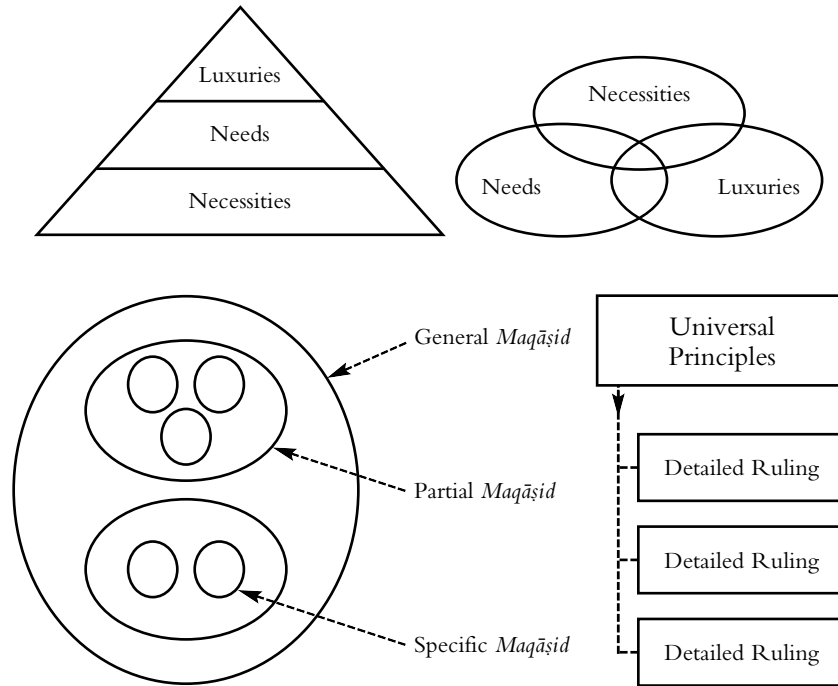 Luxuries
Needs
Necessities
Necessities
Needs
Luxuries
General Maqāṣid
Partial Maqāṣid
Specific Maqāṣid
Universal
Principles
Detailed Ruling
Detailed Ruling
Detailed Ruling